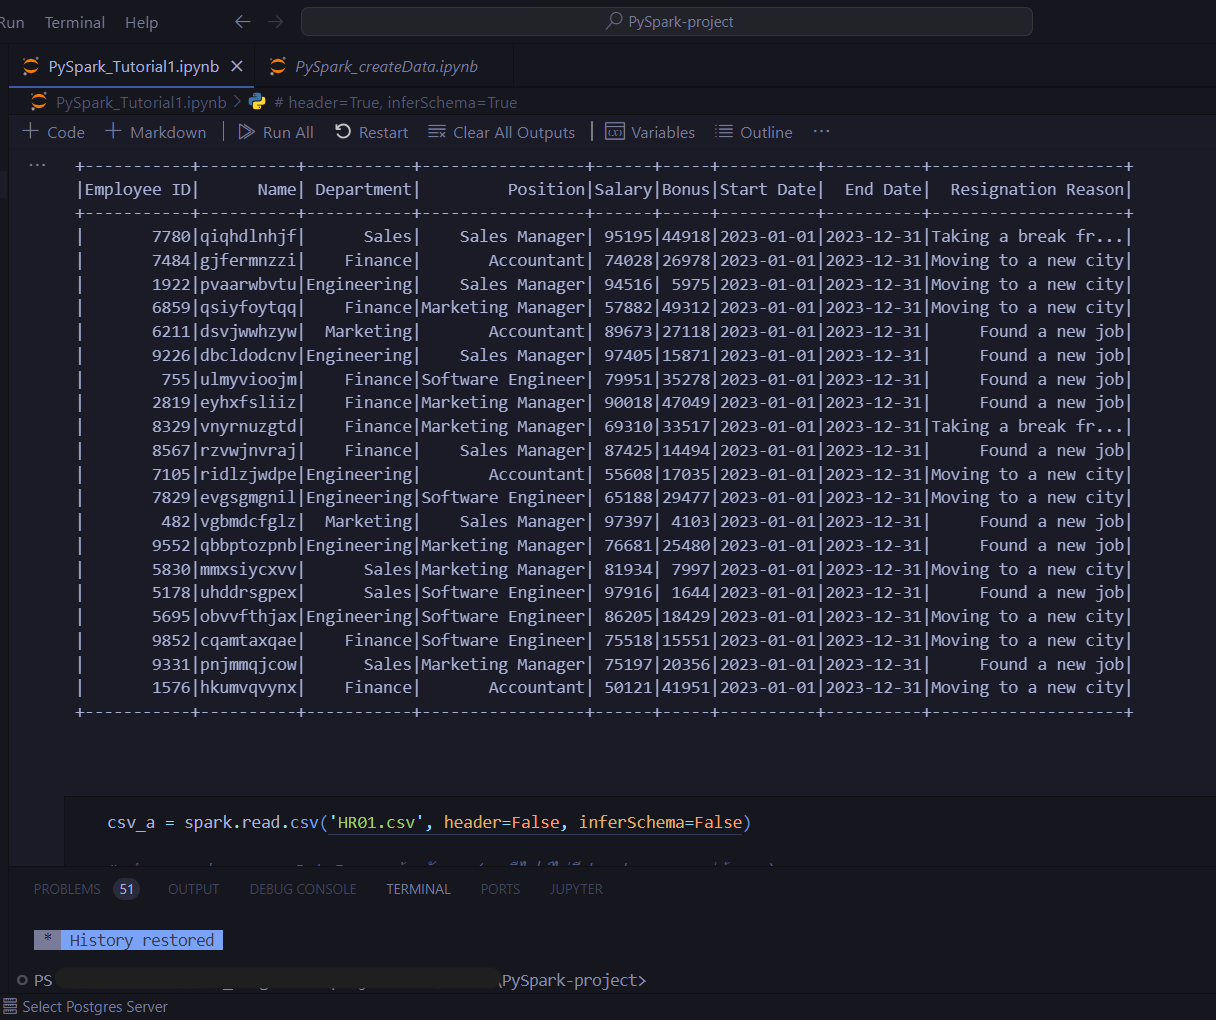 Run Terminal Help
PySpark-project
PySpark_Tutorial1.ipynb PySpark_createData.ipynb
PySpark_Tutorial1.ipynb > # header=True, inferSchema=True
+ Code + Markdown | Run All Restart Clear All Outputs | Variables Outline ...
+-----------+----------+-----------+-----------------+------+-----+----------+----------+--------------------+
|Employee ID|      Name| Department|         Position|Salary|Bonus|Start Date|  End Date|  Resignation Reason|
+-----------+----------+-----------+-----------------+------+-----+----------+----------+--------------------+
|       7780|qiqhdlnhjf|      Sales|    Sales Manager| 95195|44918|2023-01-01|2023-12-31|Taking a break fr...|
|       7484|gjfermnzzi|    Finance|       Accountant| 74028|26978|2023-01-01|2023-12-31|Moving to a new city|
|       1922|pvaarwbvtu|Engineering|    Sales Manager| 94516| 5975|2023-01-01|2023-12-31|Moving to a new city|
|       6859|qsiyfoytqq|    Finance|Marketing Manager| 57882|49312|2023-01-01|2023-12-31|Moving to a new city|
|       6211|dsvjwwhzyw|  Marketing|       Accountant| 89673|27118|2023-01-01|2023-12-31|     Found a new job|
|       9226|dbcldodcnv|Engineering|    Sales Manager| 97405|15871|2023-01-01|2023-12-31|     Found a new job|
|        755|ulmyvioojm|    Finance|Software Engineer| 79951|35278|2023-01-01|2023-12-31|     Found a new job|
|       2819|eyhxfsliiz|    Finance|Marketing Manager| 90018|47049|2023-01-01|2023-12-31|     Found a new job|
|       8329|vnyrnuzgtd|    Finance|Marketing Manager| 69310|33517|2023-01-01|2023-12-31|Taking a break fr...|
|       8567|rzvwjnvraj|    Finance|    Sales Manager| 87425|14494|2023-01-01|2023-12-31|     Found a new job|
|       7105|ridlzjwdpe|Engineering|       Accountant| 55608|17035|2023-01-01|2023-12-31|Moving to a new city|
|       7829|evgsgmgnil|Engineering|Software Engineer| 65188|29477|2023-01-01|2023-12-31|Moving to a new city|
|        482|vgbmdcfglz|  Marketing|    Sales Manager| 97397| 4103|2023-01-01|2023-12-31|     Found a new job|
|       9552|qbbptozpnb|Engineering|Marketing Manager| 76681|25480|2023-01-01|2023-12-31|     Found a new job|
|       5830|mmxsiycxvv|      Sales|Marketing Manager| 81934| 7997|2023-01-01|2023-12-31|Moving to a new city|
|       5178|uhddrsgpex|      Sales|Software Engineer| 97916| 1644|2023-01-01|2023-12-31|     Found a new job|
|       5695|obvvfthjax|Engineering|Software Engineer| 86205|18429|2023-01-01|2023-12-31|Moving to a new city|
|       9852|cqamtaxqae|    Finance|Software Engineer| 75518|15551|2023-01-01|2023-12-31|Moving to a new city|
|       9331|pnjmmqjcow|      Sales|Marketing Manager| 75197|20356|2023-01-01|2023-12-31|     Found a new job|
|       1576|hkumvqvynx|    Finance|       Accountant| 50121|41951|2023-01-01|2023-12-31|Moving to a new city|
+-----------+----------+-----------+-----------------+------+-----+----------+----------+--------------------+
csv_a = spark.read.csv('HR01.csv', header=False, inferSchema=False)
PROBLEMS 51 OUTPUT DEBUG CONSOLE TERMINAL PORTS JUPYTER
* History restored
PS \PySpark-project>
Select Postgres Server